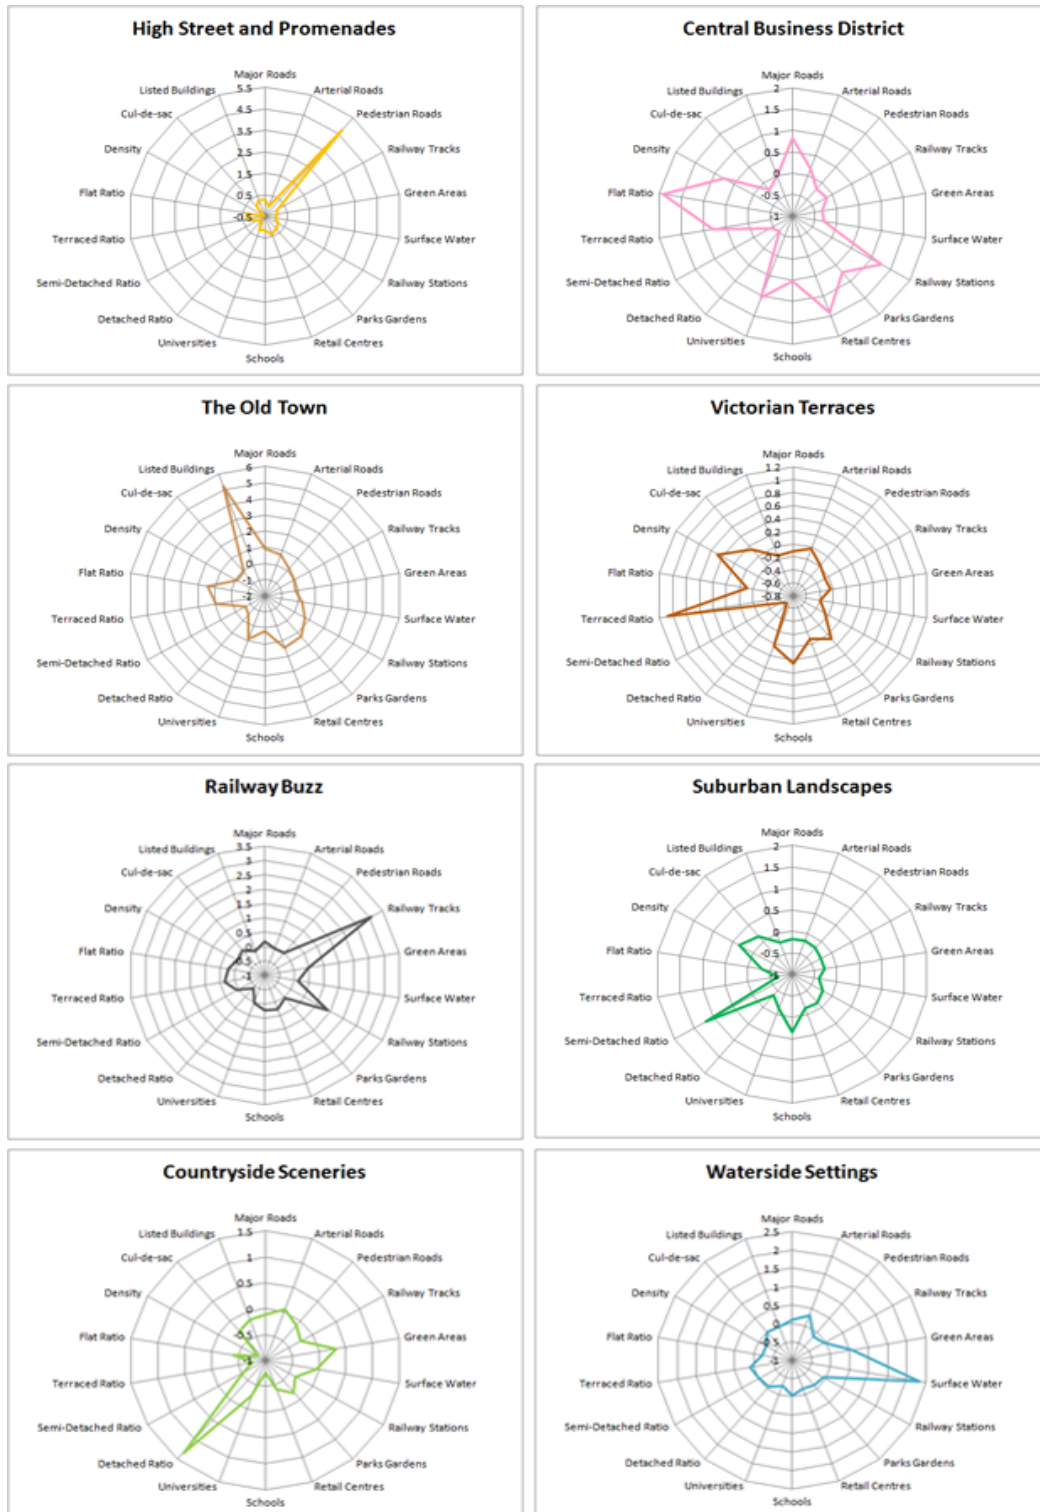 High Street and Promenades
Major Roads
Arterial Roads
Pedestrian Roads
Railway Tracks
Green Areas
Surface Water
Railway Stations
Parks Gardens
Retail Centres
Schools
Universities
Detached Ratio
Semi-Detached Ratio
Terraced Ratio
Flat Ratio
Density
Cul-de-sac
Listed Buildings
5.5
4.5
3.5
2.5
1.5
0.5
-0.5
Central Business District
Major Roads
Arterial Roads
Pedestrian Roads
Railway Tracks
Green Areas
Surface Water
Railway Stations
Parks Gardens
Retail Centres
Schools
Universities
Detached Ratio
Semi-Detached Ratio
Terraced Ratio
Flat Ratio
Density
Cul-de-sac
Listed Buildings
2
1.5
1
0.5
0
-0.5
-1
The Old Town
Major Roads
Arterial Roads
Pedestrian Roads
Railway Tracks
Green Areas
Surface Water
Railway Stations
Parks Gardens
Retail Centres
Schools
Universities
Detached Ratio
Semi-Detached Ratio
Terraced Ratio
Flat Ratio
Density
Cul-de-sac
Listed Buildings
6
5
4
3
2
1
0
-1
-2
Victorian Terraces
Major Roads
Arterial Roads
Pedestrian Roads
Railway Tracks
Green Areas
Surface Water
Railway Stations
Parks Gardens
Retail Centres
Schools
Universities
Detached Ratio
Semi-Detached Ratio
Terraced Ratio
Flat Ratio
Density
Cul-de-sac
Listed Buildings
1.2
1
0.8
0.6
0.4
0.2
0
-0.2
-0.4
-0.6
-0.8
Railway Buzz
Major Roads
Arterial Roads
Pedestrian Roads
Railway Tracks
Green Areas
Surface Water
Railway Stations
Parks Gardens
Retail Centres
Schools
Universities
Detached Ratio
Semi-Detached Ratio
Terraced Ratio
Flat Ratio
Density
Cul-de-sac
Listed Buildings
3.5
3
2.5
2
1.5
1
0.5
0
-0.5
-1
Suburban Landscapes
Major Roads
Arterial Roads
Pedestrian Roads
Railway Tracks
Green Areas
Surface Water
Railway Stations
Parks Gardens
Retail Centres
Schools
Universities
Detached Ratio
Semi-Detached Ratio
Terraced Ratio
Flat Ratio
Density
Cul-de-sac
Listed Buildings
2
1.5
1
0.5
0
-0.5
-1
Countryside Sceneries
Major Roads
Arterial Roads
Pedestrian Roads
Railway Tracks
Green Areas
Surface Water
Railway Stations
Parks Gardens
Retail Centres
Schools
Universities
Detached Ratio
Semi-Detached Ratio
Terraced Ratio
Flat Ratio
Density
Cul-de-sac
Listed Buildings
1.5
1
0.5
0
-0.5
-1
Waterside Settings
Major Roads
Arterial Roads
Pedestrian Roads
Railway Tracks
Green Areas
Surface Water
Railway Stations
Parks Gardens
Retail Centres
Schools
Universities
Detached Ratio
Semi-Detached Ratio
Terraced Ratio
Flat Ratio
Density
Cul-de-sac
Listed Buildings
2.5
2
1.5
1
0.5
0
-0.5
-1